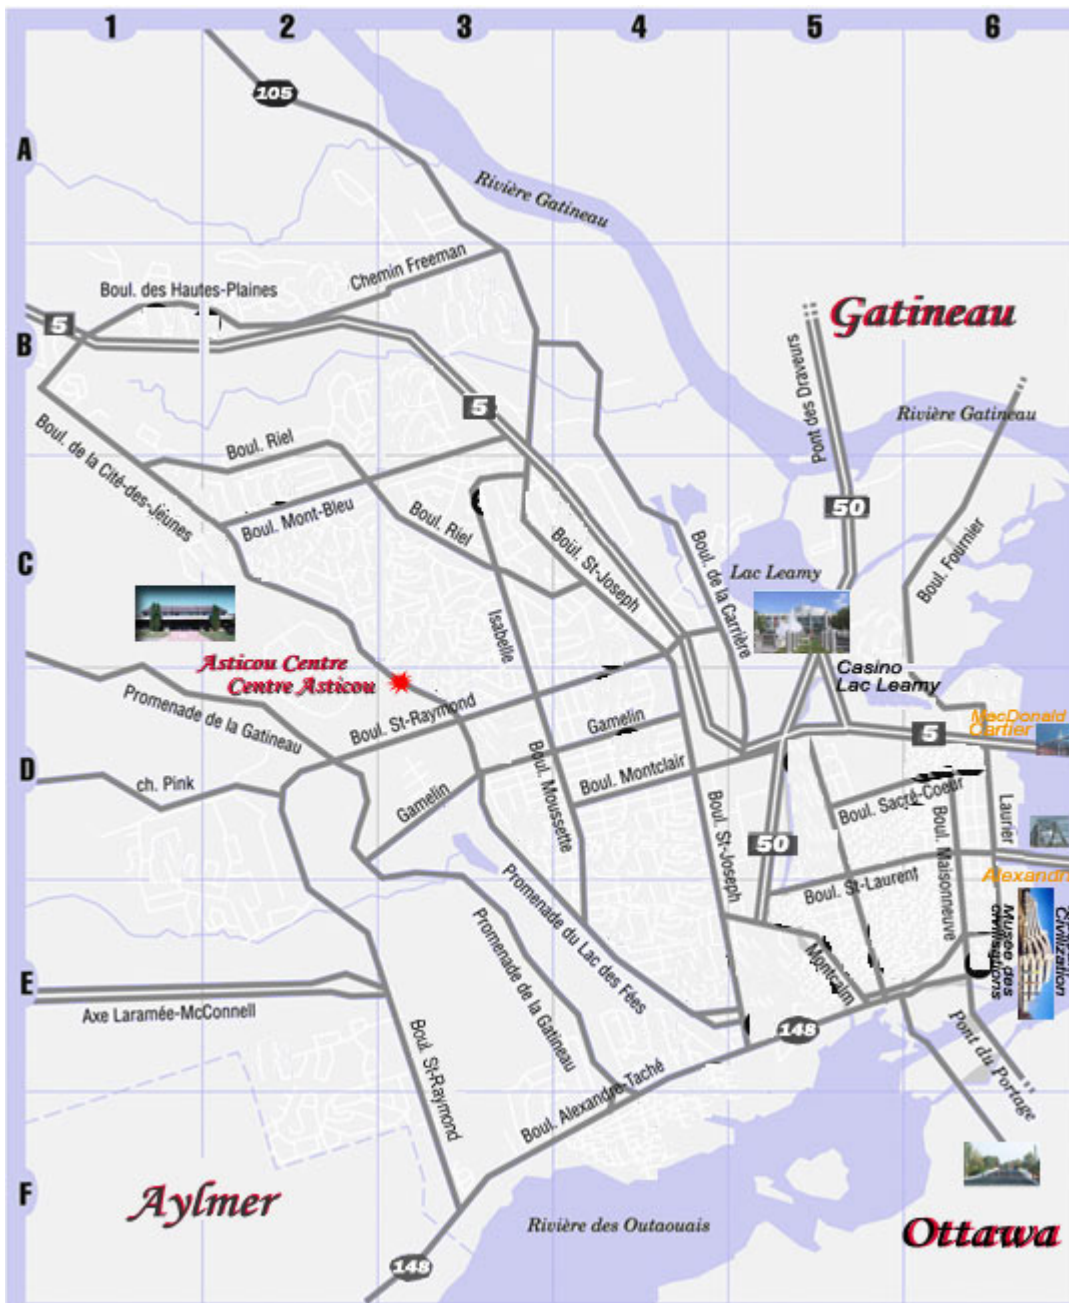 1
2
3
4
5
6
105
A
Rivière Gatineau
Chemin Freeman
Boul. des Hautes-Plaines
Gatineau
5
B
Pont des Draveurs
5
Rivière Gatineau
Boul. Riel
Boul. de la Cité-des-Jeunes
Boul. Mont-Bleu
Boul. Riel
50
Boul. St-Joseph
Boul. de la Carrière
Boul. Fournier
C
Lac Leamy
Isabelle
Asticou Centre
Centre Asticou
Casino
Lac Leamy
Promenade de la Gatineau
Boul. St-Raymond
Gamelin
MacDonald
Cartier
5
D
ch. Pink
Boul. Moussette
Boul. Montclair
Gamelin
Boul. Sacré-Coeur
Laurier
Boul. St-Joseph
Boul. Maisonneuve
50
Boul. St-Laurent
Alexandr
Promenade du Lac des Fées
Promenade de la Gatineau
Montcalm
Civilization
Musée des
civilisations
E
Axe Laramée-McConnell
148
Boul. St-Raymond
Pont du Portage
Boul. Alexandre-Taché
F
Aylmer
Rivière des Outaouais
Ottawa
148